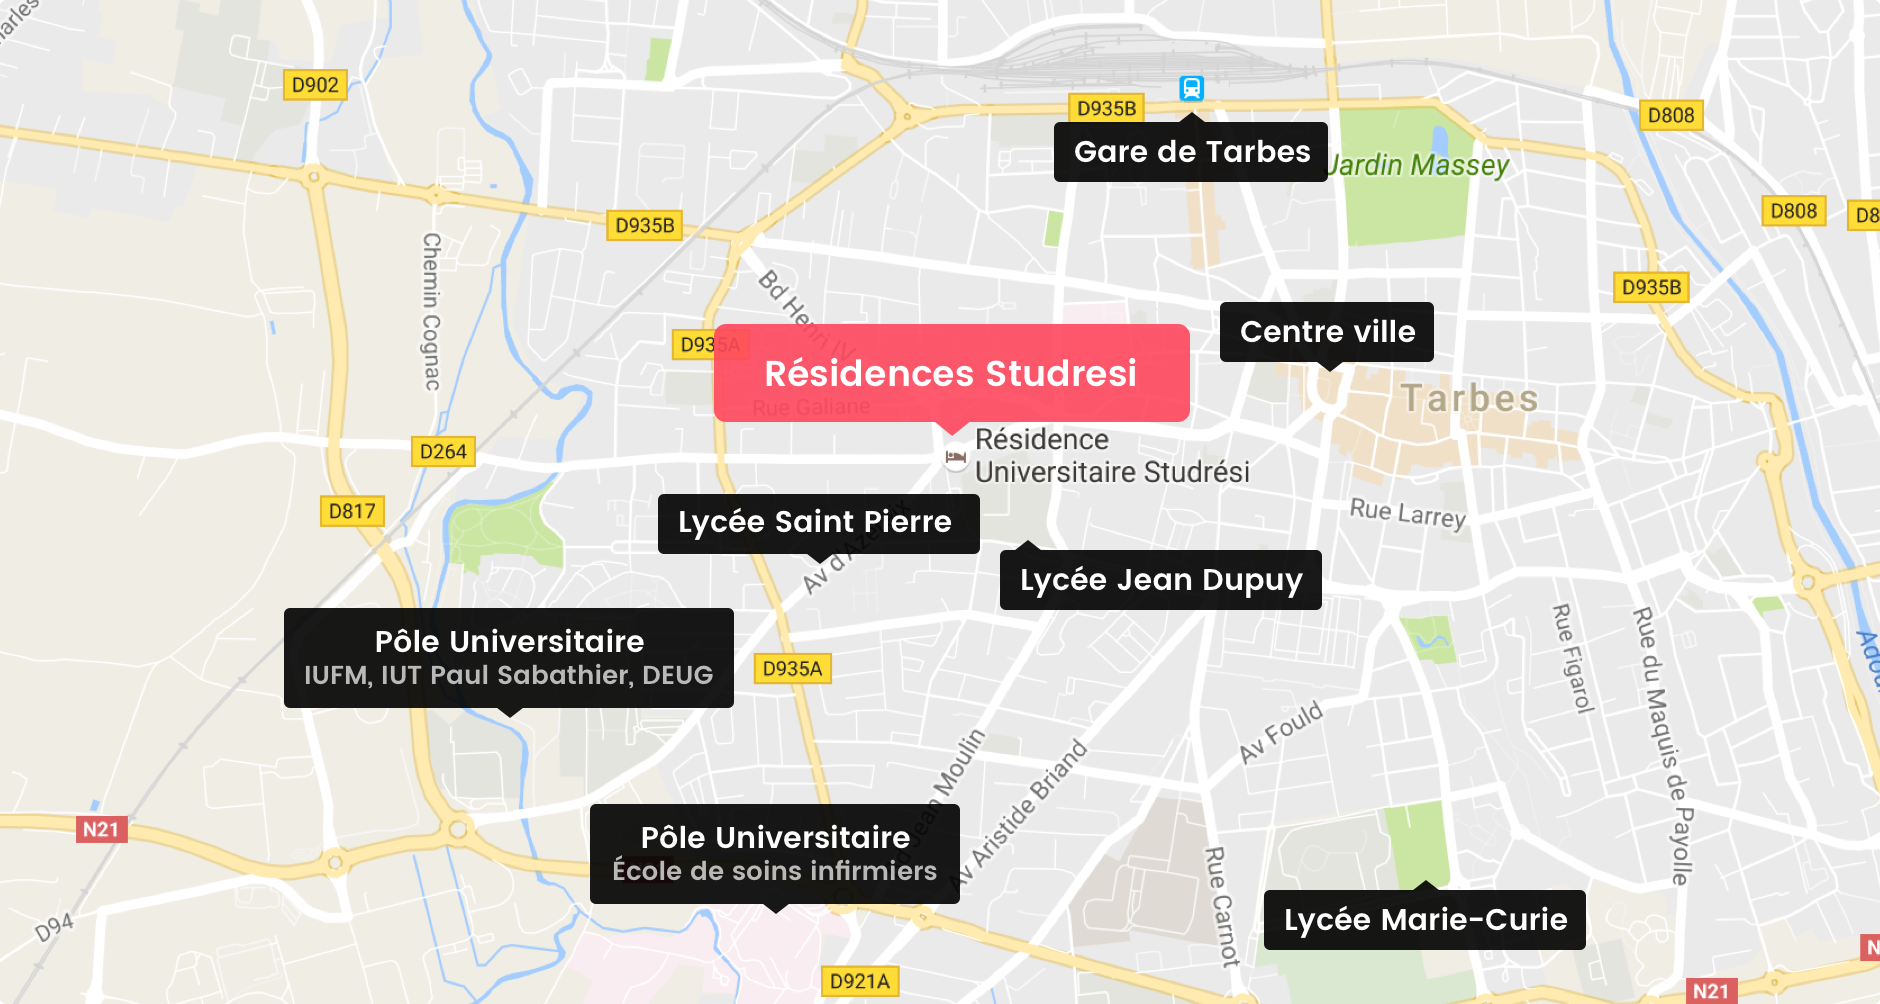 D902
D935B
D808
Gare de Tarbes
Jardin Massey
D808
D8
D935B
Chemin Cognac
Bd Henri IV
D935B
Centre ville
D935A
Résidences Studresi
Rue Galiane
Tarbes
Résidence
Universitaire Studrési
D264
D817
Lycée Saint Pierre
Rue Larrey
Av d'Azereix
Lycée Jean Dupuy
Pôle Universitaire
IUFM, IUT Paul Sabathier, DEUG
D935A
Rue Figarol
Rue du Maquis de Payolle
Adour
Av Fould
Bd Jean Moulin
Av Aristide Briand
N21
Pôle Universitaire
École de soins infirmiers
Rue Carnot
Lycée Marie-Curie
D94
D921A
N
N21